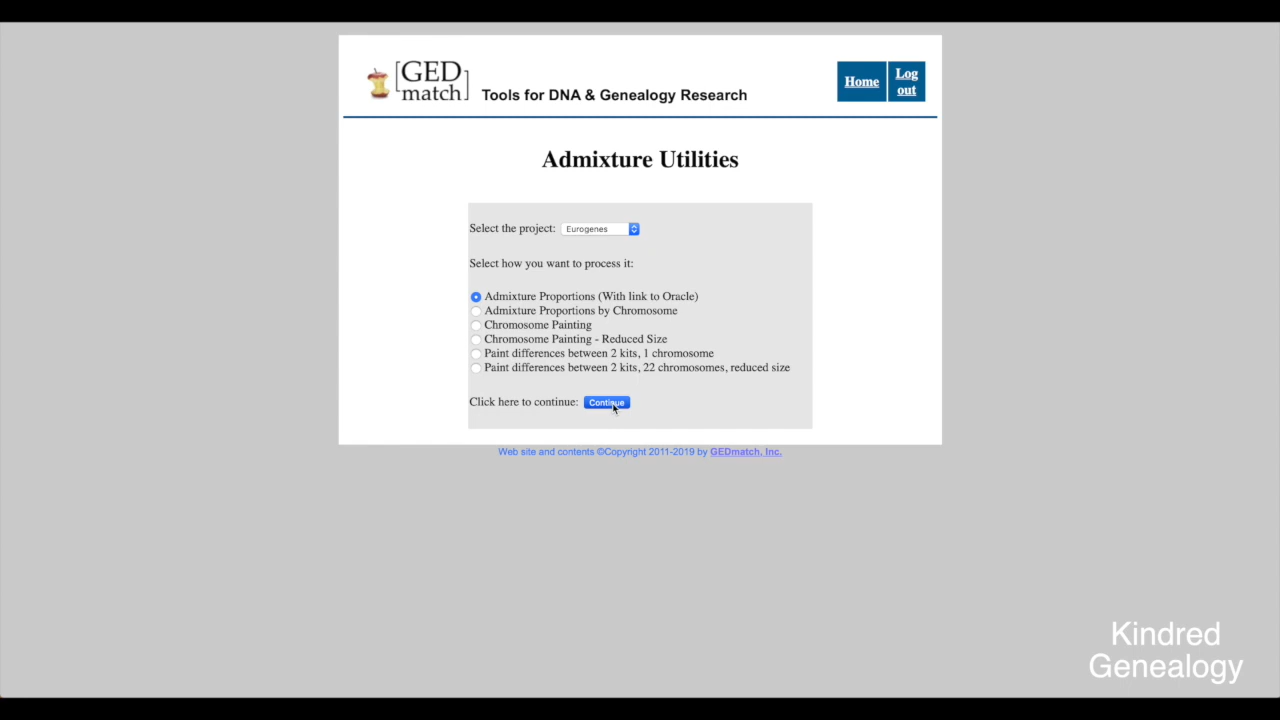 [GED
match]
Tools for DNA & Genealogy Research
Home
Log
out
Admixture Utilities
Select the project: Eurogenes
Select how you want to process it:
Admixture Proportions (With link to Oracle)
Admixture Proportions by Chromosome
Chromosome Painting
Chromosome Painting - Reduced Size
Paint differences between 2 kits, 1 chromosome
Paint differences between 2 kits, 22 chromosomes, reduced size
Click here to continue: Continue
Web site and contents ©Copyright 2011-2019 by GEDmatch, Inc.
Kindred
Genealogy